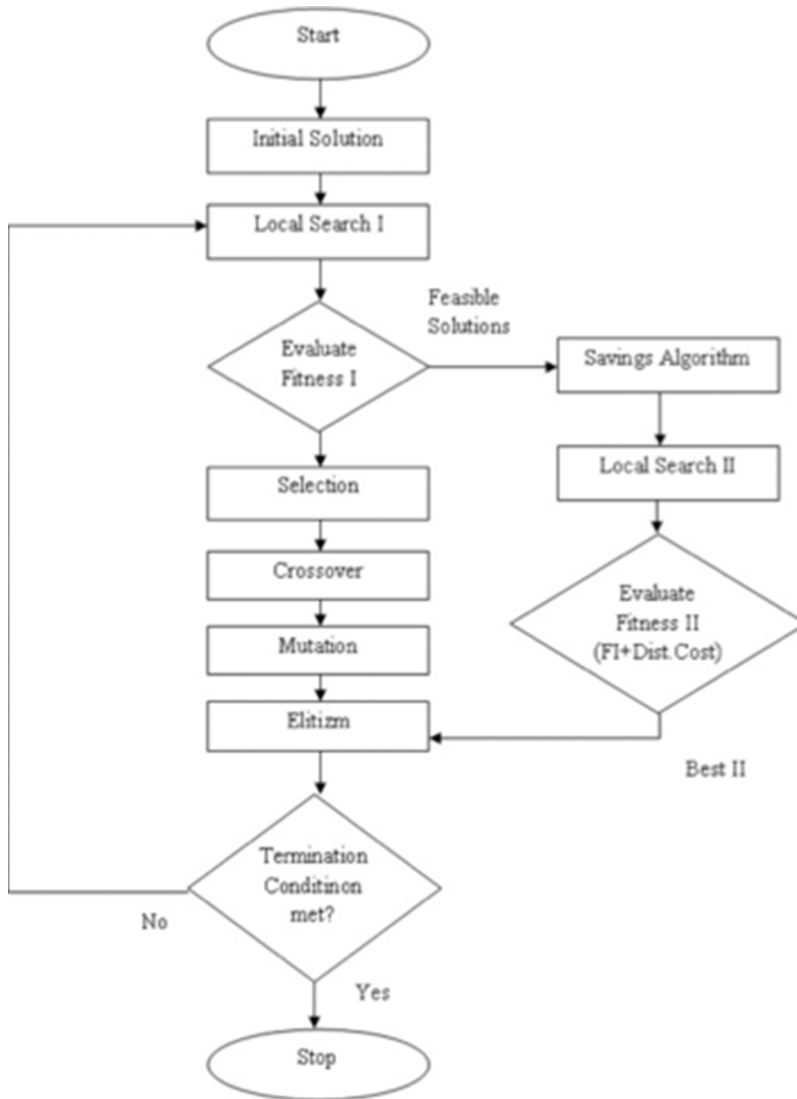 Start
Initial Solution
Local Search I
Feasible
Solutions
Evaluate
Fitness I
Savings Algorithm
Local Search II
Selection
Crossover
Evaluate
Fitness II
(FI+Dist.Cost)
Mutation
Elitizm
Best II
Termination
Conditinon
met?
No
Yes
Stop